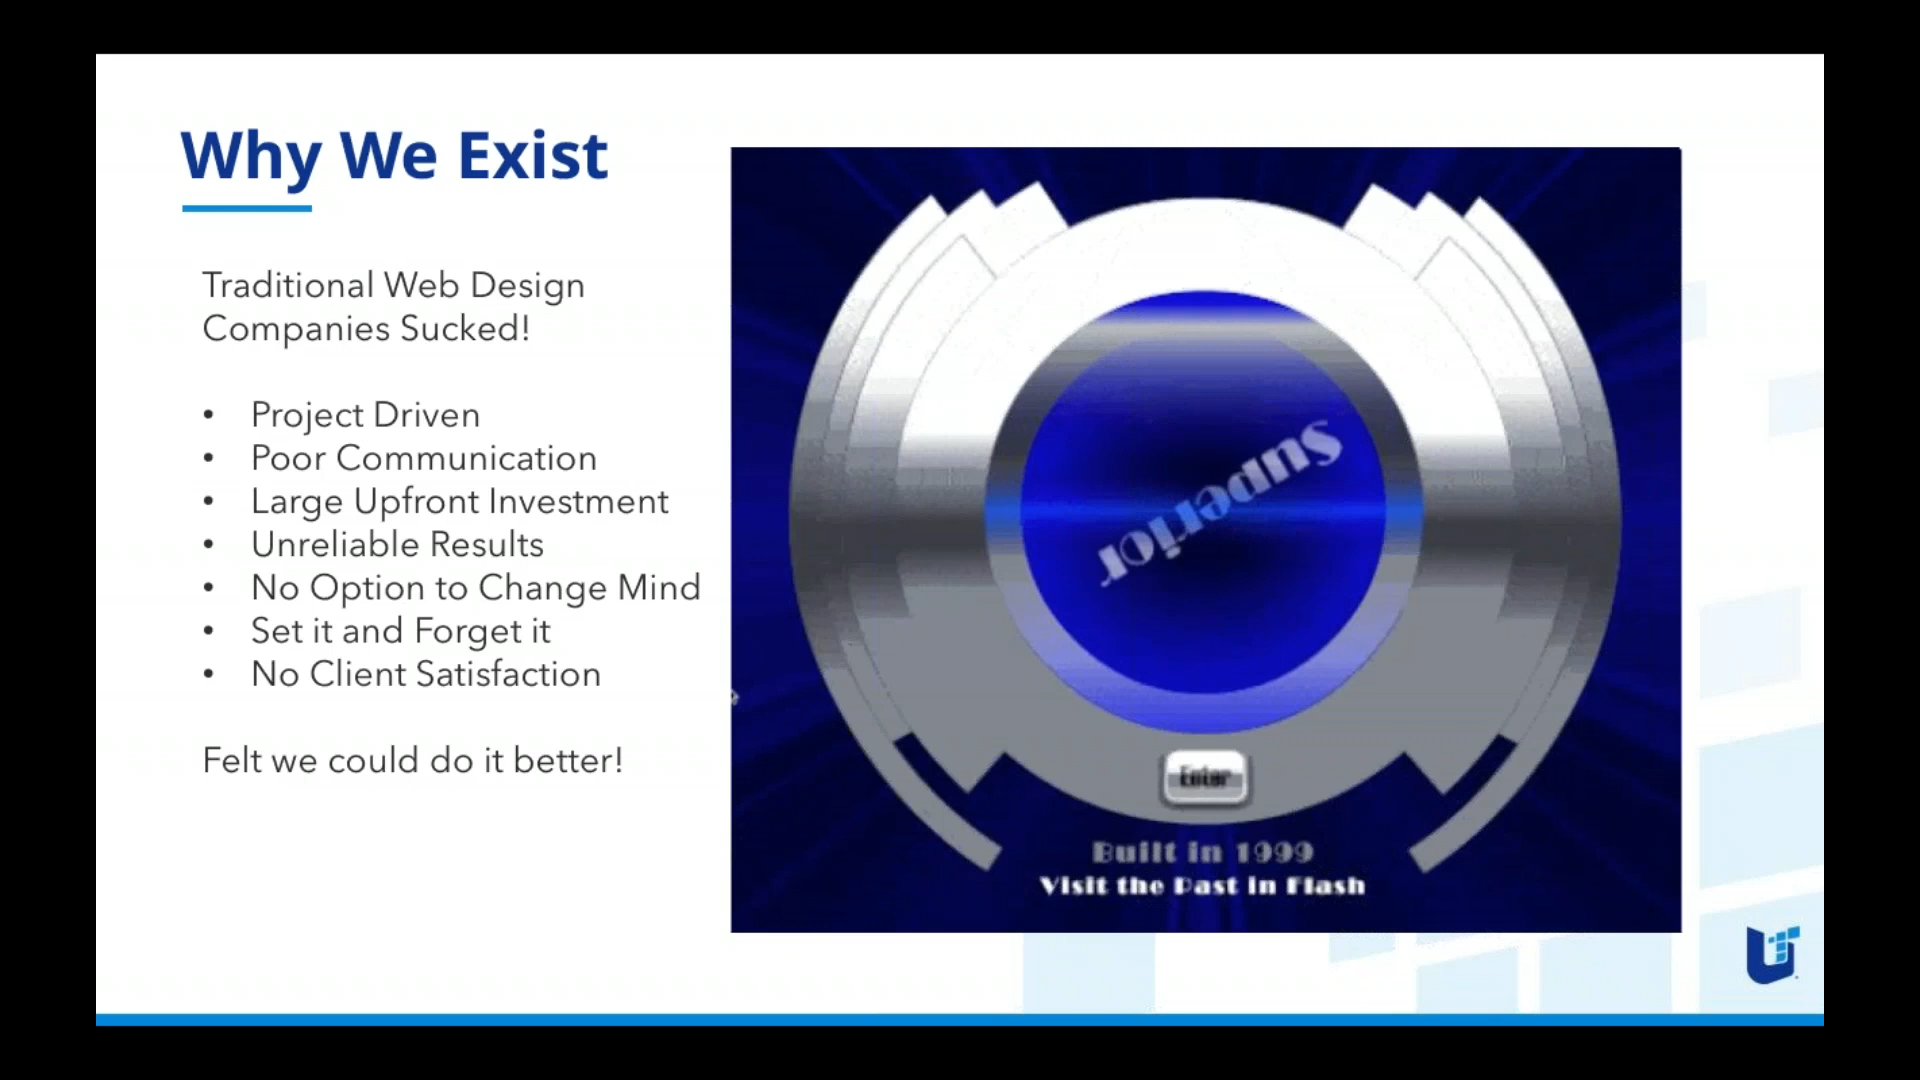 Why We Exist
Traditional Web Design
Companies Sucked!
• Project Driven
• Poor Communication
• Large Upfront Investment
• Unreliable Results
• No Option to Change Mind
• Set it and Forget it
• No Client Satisfaction
Felt we could do it better!
Superior
Enter
Built in 1999
Visit the Past in Flash